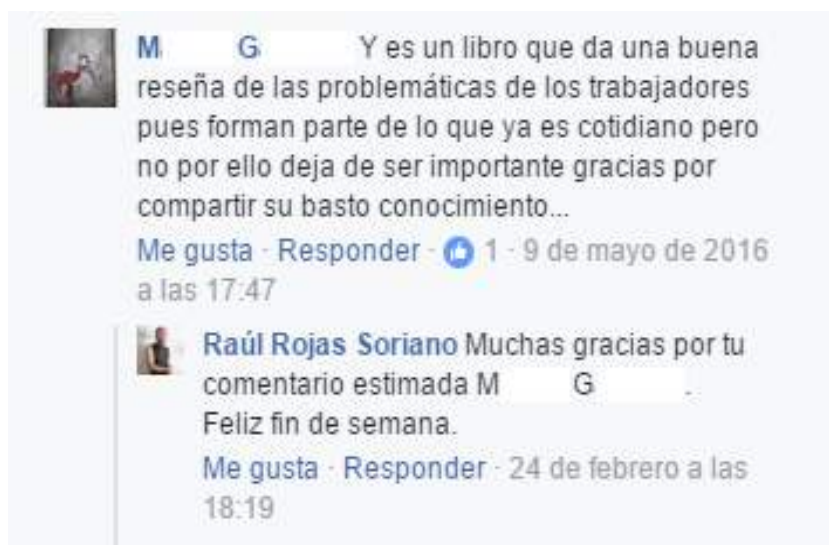 M G Y es un libro que da una buena
reseña de las problemáticas de los trabajadores
pues forman parte de lo que ya es cotidiano pero
no por ello deja de ser importante gracias por
compartir su basto conocimiento...
Me gusta · Responder · 1 · 9 de mayo de 2016
a las 17:47
Raúl Rojas Soriano Muchas gracias por tu
comentario estimada M G .
Feliz fin de semana.
Me gusta · Responder · 24 de febrero a las
18:19